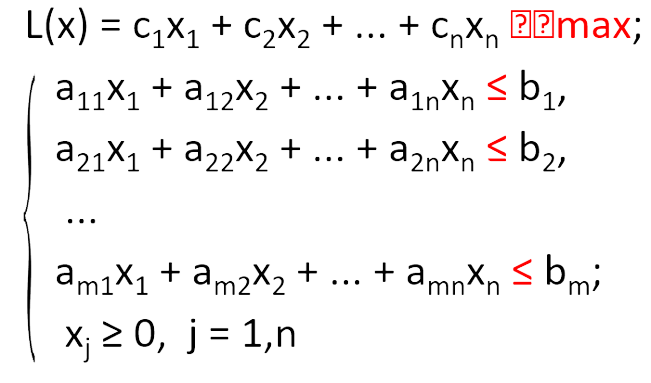 L(x) = c₁x₁ + c₂x₂ + ... + cₙxₙ ⍰⍰max;
a₁₁x₁ + a₁₂x₂ + ... + a₁ₙxₙ ≤ b₁,
a₂₁x₁ + a₂₂x₂ + ... + a₂ₙxₙ ≤ b₂,
...
aₘ₁x₁ + aₘ₂x₂ + ... + aₘₙxₙ ≤ bₘ;
xⱼ ≥ 0, j = 1,n